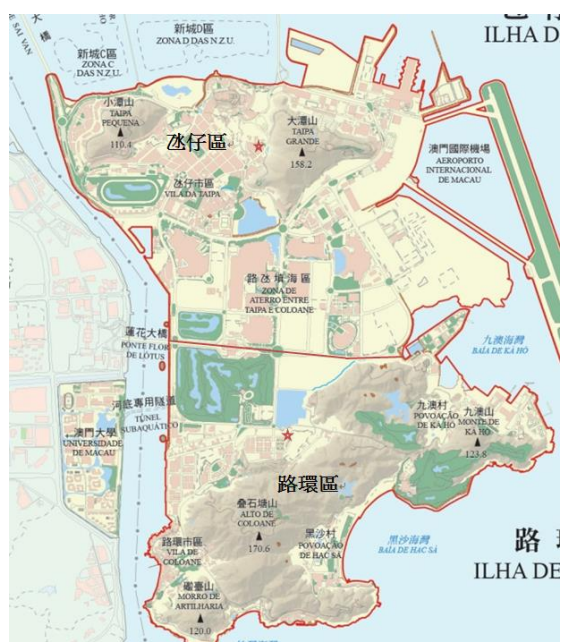 大橋
E SAI VAN
新城C區
ZONA C
DAS N.Z.U.
新城D區
ZONA D DAS N.Z.U.
ILHA D
小潭山
TAIPA
PEQUENA
110.4
氹仔區
大潭山
TAIPA
GRANDE
158.2
澳門國際機場
AEROPORTO
INTERNACIONAL
DE MACAU
氹仔市區
VILA DA TAIPA
路氹填海區
ZONA DE
ATERRO ENTRE
TAIPA E COLOANE
蓮花大橋
PONTE FLOR
DE LÓTUS
九澳海灣
BAÍA DE KÁ HÓ
河底專用隧道
TÚNEL
SUBAQUÁTICO
澳門大學
UNIVERSIDADE
DE MACAU
九澳村
POVOAÇÃO
DE KÁ HÓ
九澳山
MONTE DE
KÁ HÓ
123.8
路環區
疊石塘山
ALTO DE
COLOANE
170.6
黑沙村
POVOAÇÃO
DE HAC SÁ
黑沙海灣
BAÍA DE HAC SÁ
路環市區
VILA DE
COLOANE
路
ILHA DE
礮臺山
MORRO DE
ARTILHARIA
120.0